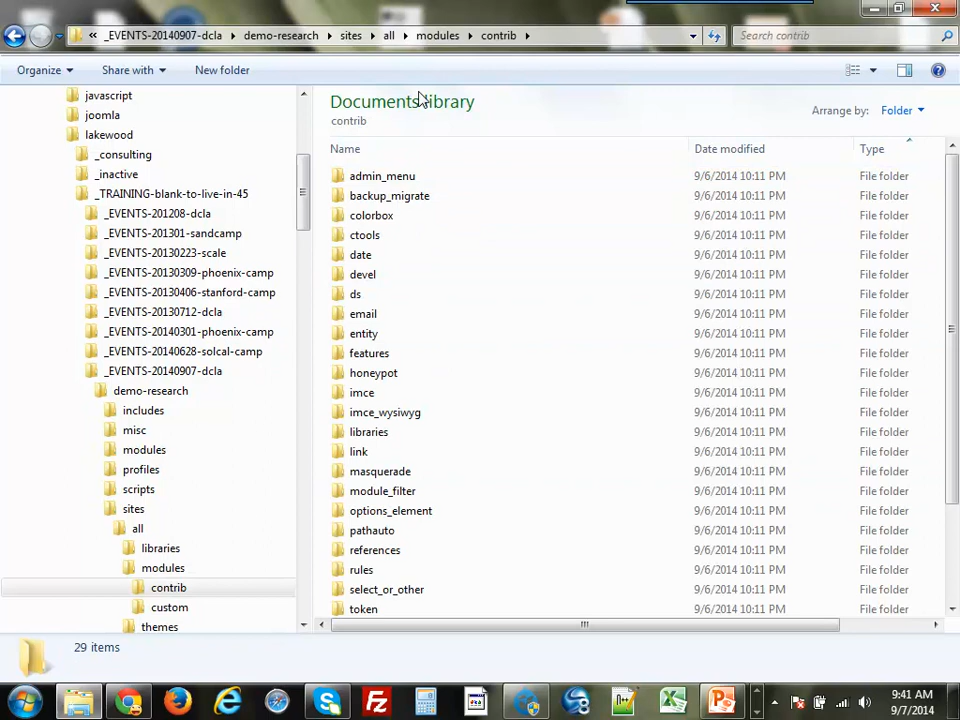 « _EVENTS-20140907-dcla ▸ demo-research ▸ sites ▸ all ▸ modules ▸ contrib ▸
Search contrib
Organize Share with New folder
javascript
joomla
lakewood
_consulting
_inactive
_TRAINING-blank-to-live-in-45
_EVENTS-201208-dcla
_EVENTS-201301-sandcamp
_EVENTS-20130223-scale
_EVENTS-20130309-phoenix-camp
_EVENTS-20130406-stanford-camp
_EVENTS-20130712-dcla
_EVENTS-20140301-phoenix-camp
_EVENTS-20140628-solcal-camp
_EVENTS-20140907-dcla
demo-research
includes
misc
modules
profiles
scripts
sites
all
libraries
modules
contrib
custom
themes
Documents library
contrib
Arrange by: Folder
Name Date modified Type
admin_menu 9/6/2014 10:11 PM File folder
backup_migrate 9/6/2014 10:11 PM File folder
colorbox 9/6/2014 10:11 PM File folder
ctools 9/6/2014 10:11 PM File folder
date 9/6/2014 10:11 PM File folder
devel 9/6/2014 10:11 PM File folder
ds 9/6/2014 10:11 PM File folder
email 9/6/2014 10:11 PM File folder
entity 9/6/2014 10:11 PM File folder
features 9/6/2014 10:11 PM File folder
honeypot 9/6/2014 10:11 PM File folder
imce 9/6/2014 10:11 PM File folder
imce_wysiwyg 9/6/2014 10:11 PM File folder
libraries 9/6/2014 10:11 PM File folder
link 9/6/2014 10:11 PM File folder
masquerade 9/6/2014 10:11 PM File folder
module_filter 9/6/2014 10:11 PM File folder
options_element 9/6/2014 10:11 PM File folder
pathauto 9/6/2014 10:11 PM File folder
references 9/6/2014 10:11 PM File folder
rules 9/6/2014 10:11 PM File folder
select_or_other 9/6/2014 10:11 PM File folder
token 9/6/2014 10:11 PM File folder
29 items
9:41 AM
9/7/2014